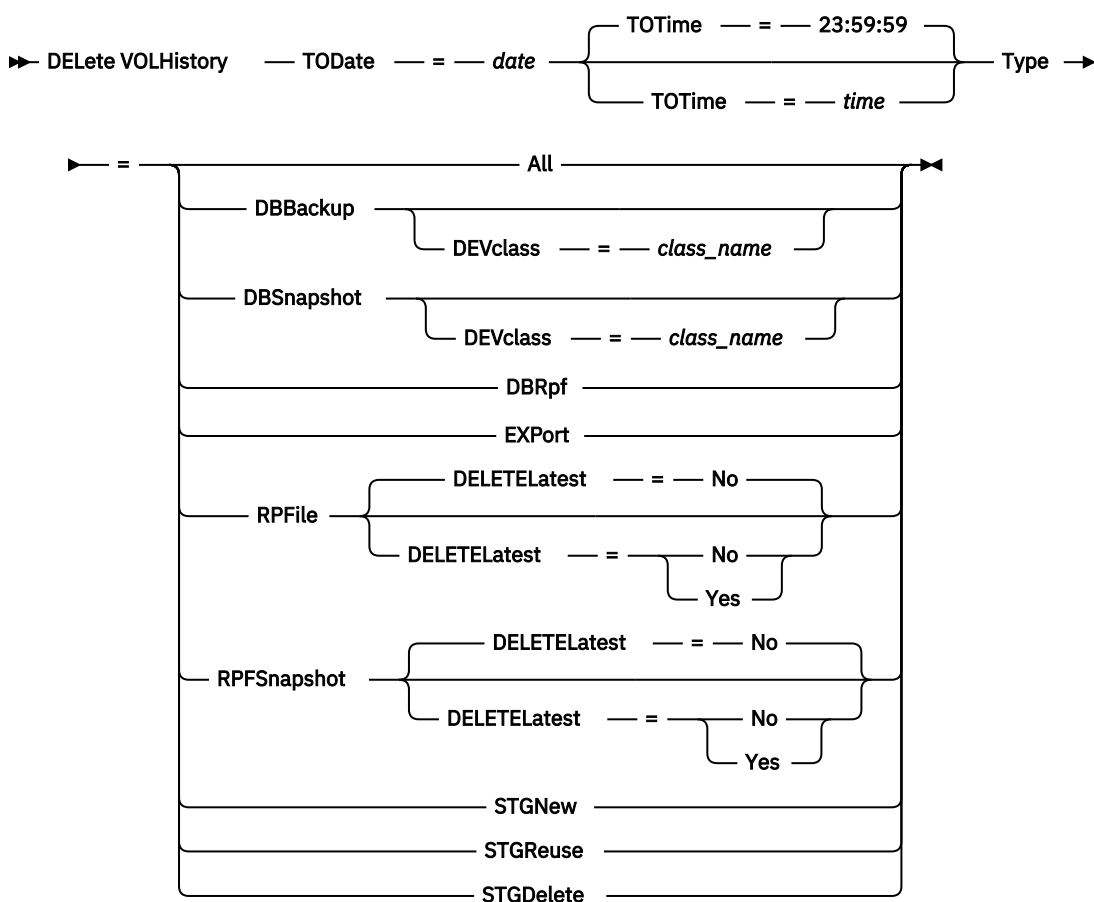 TOTime = 23:59:59
DELete VOLHistory TODate = date Type
TOTime = time
= All
DBBackup
DEVclass = class_name
DBSnapshot
DEVclass = class_name
DBRpf
EXPort
DELETELatest = No
RPFile
DELETELatest = No
Yes
DELETELatest = No
RPFSnapshot
DELETELatest = No
Yes
STGNew
STGReuse
STGDelete